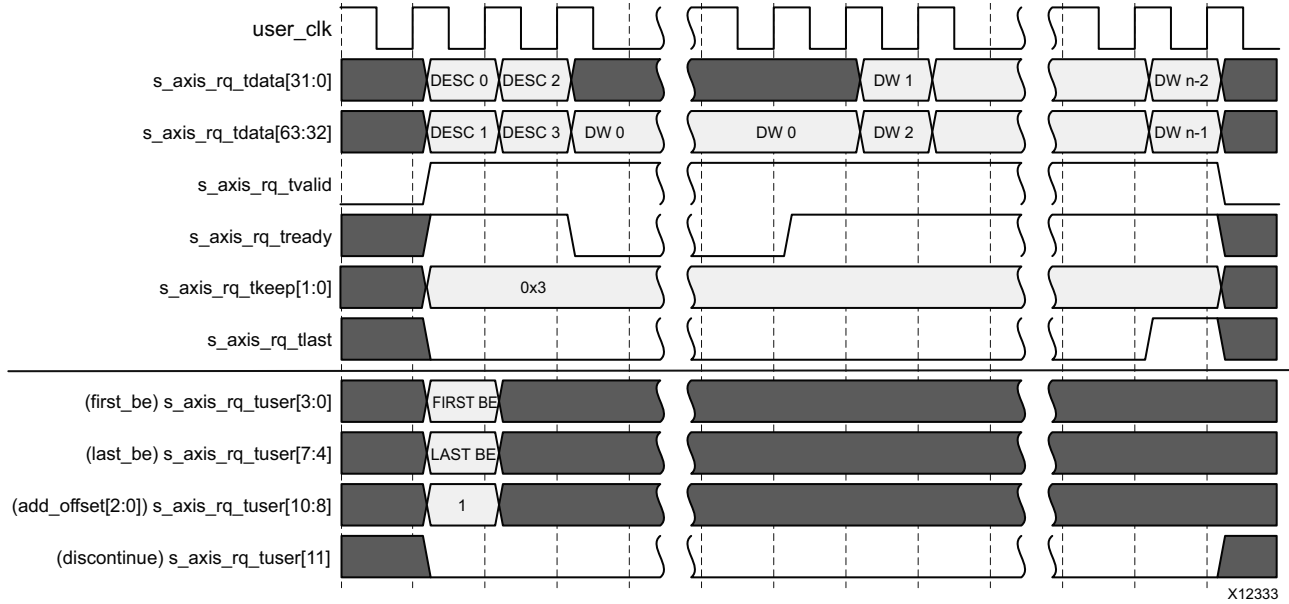 user_clk
s_axis_rq_tdata[31:0] DESC 0 DESC 2 DW 1 DW n-2
s_axis_rq_tdata[63:32] DESC 1 DESC 3 DW 0 DW 0 DW 2 DW n-1
s_axis_rq_tvalid
s_axis_rq_tready
s_axis_rq_tkeep[1:0] 0x3
s_axis_rq_tlast
(first_be) s_axis_rq_tuser[3:0] FIRST BE
(last_be) s_axis_rq_tuser[7:4] LAST BE
(add_offset[2:0]) s_axis_rq_tuser[10:8] 1
(discontinue) s_axis_rq_tuser[11]
X12333